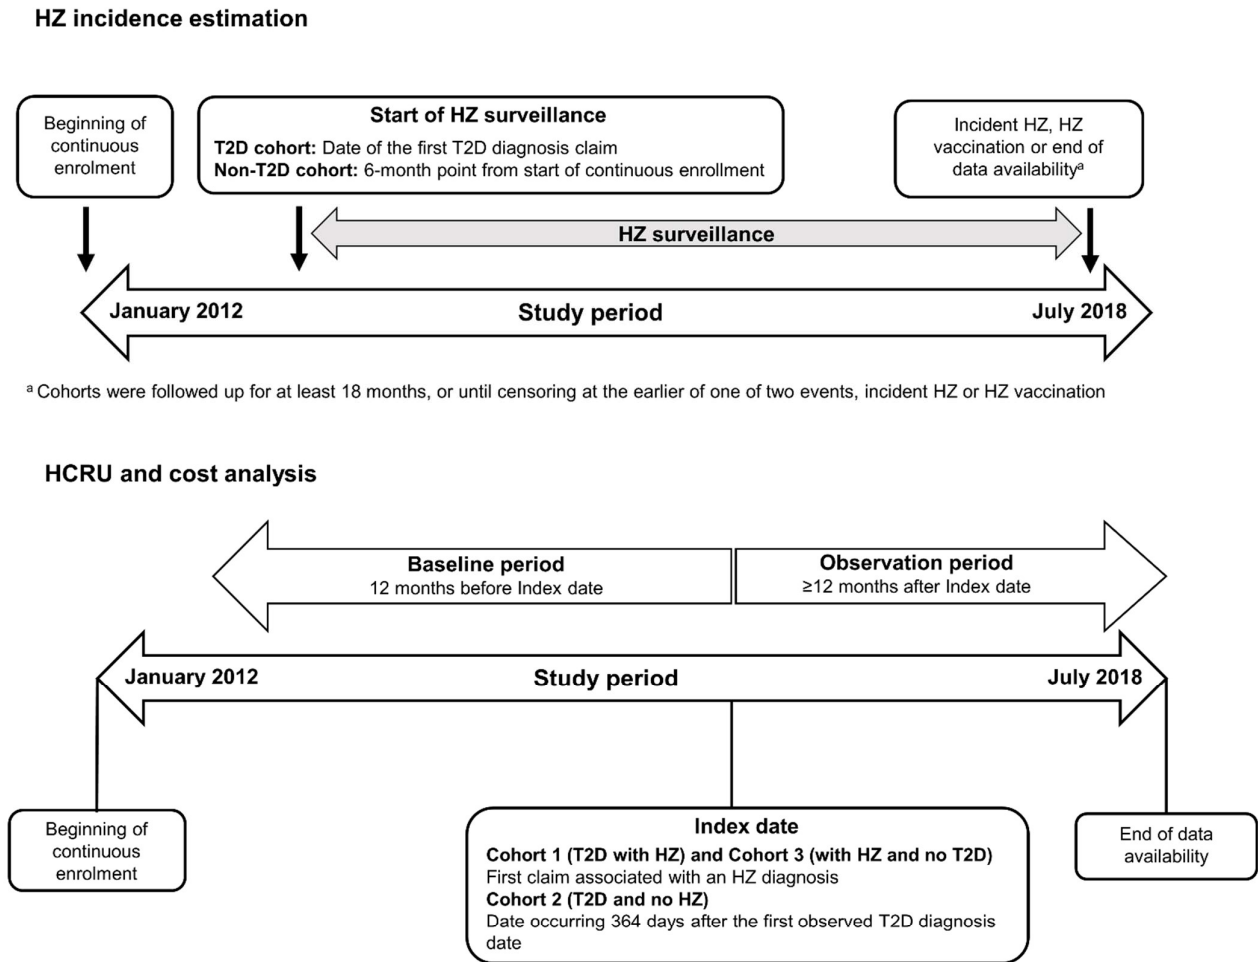 HZ incidence estimation
Beginning of
continuous
enrolment
Start of HZ surveillance
T2D cohort: Date of the first T2D diagnosis claim
Non-T2D cohort: 6-month point from start of continuous enrollment
Incident HZ, HZ
vaccination or end of
data availabilityᵃ
HZ surveillance
January 2012
Study period
July 2018
ᵃ Cohorts were followed up for at least 18 months, or until censoring at the earlier of one of two events, incident HZ or HZ vaccination
HCRU and cost analysis
Baseline period
12 months before Index date
Observation period
≥12 months after Index date
January 2012
Study period
July 2018
Beginning of
continuous
enrolment
Index date
Cohort 1 (T2D with HZ) and Cohort 3 (with HZ and no T2D)
First claim associated with an HZ diagnosis
Cohort 2 (T2D and no HZ)
Date occurring 364 days after the first observed T2D diagnosis
date
End of data
availability